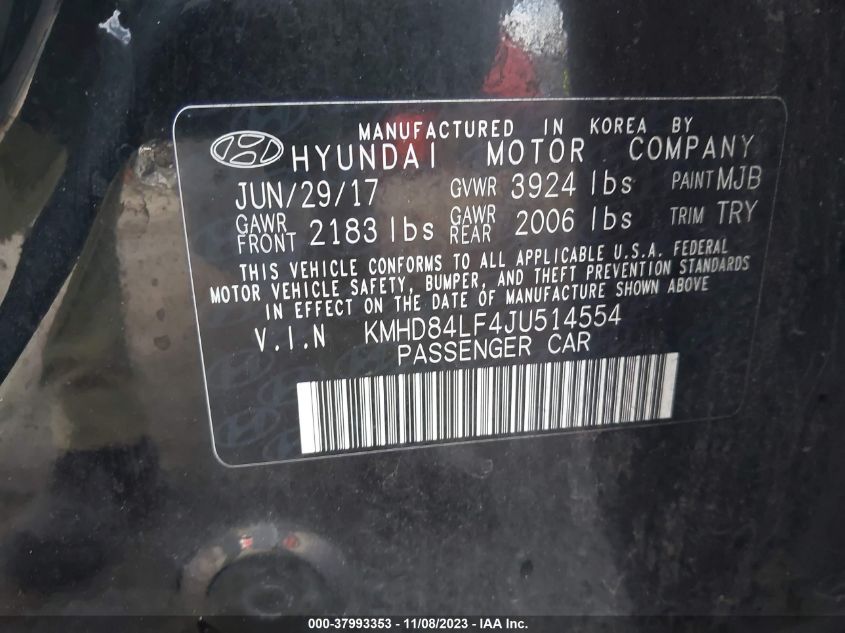 MANUFACTURED IN KOREA BY
HYUNDAI MOTOR COMPANY
JUN/29/17 GVWR 3924 lbs PAINT MJB
GAWR FRONT 2183 lbs GAWR REAR 2006 lbs TRIM TRY
THIS VEHICLE CONFORMS TO ALL APPLICABLE U.S.A. FEDERAL
MOTOR VEHICLE SAFETY, BUMPER, AND THEFT PREVENTION STANDARDS
IN EFFECT ON THE DATE OF MANUFACTURE SHOWN ABOVE
V.I.N KMHD84LF4JU514554
PASSENGER CAR
000-37993353 - 11/08/2023 - IAA Inc.